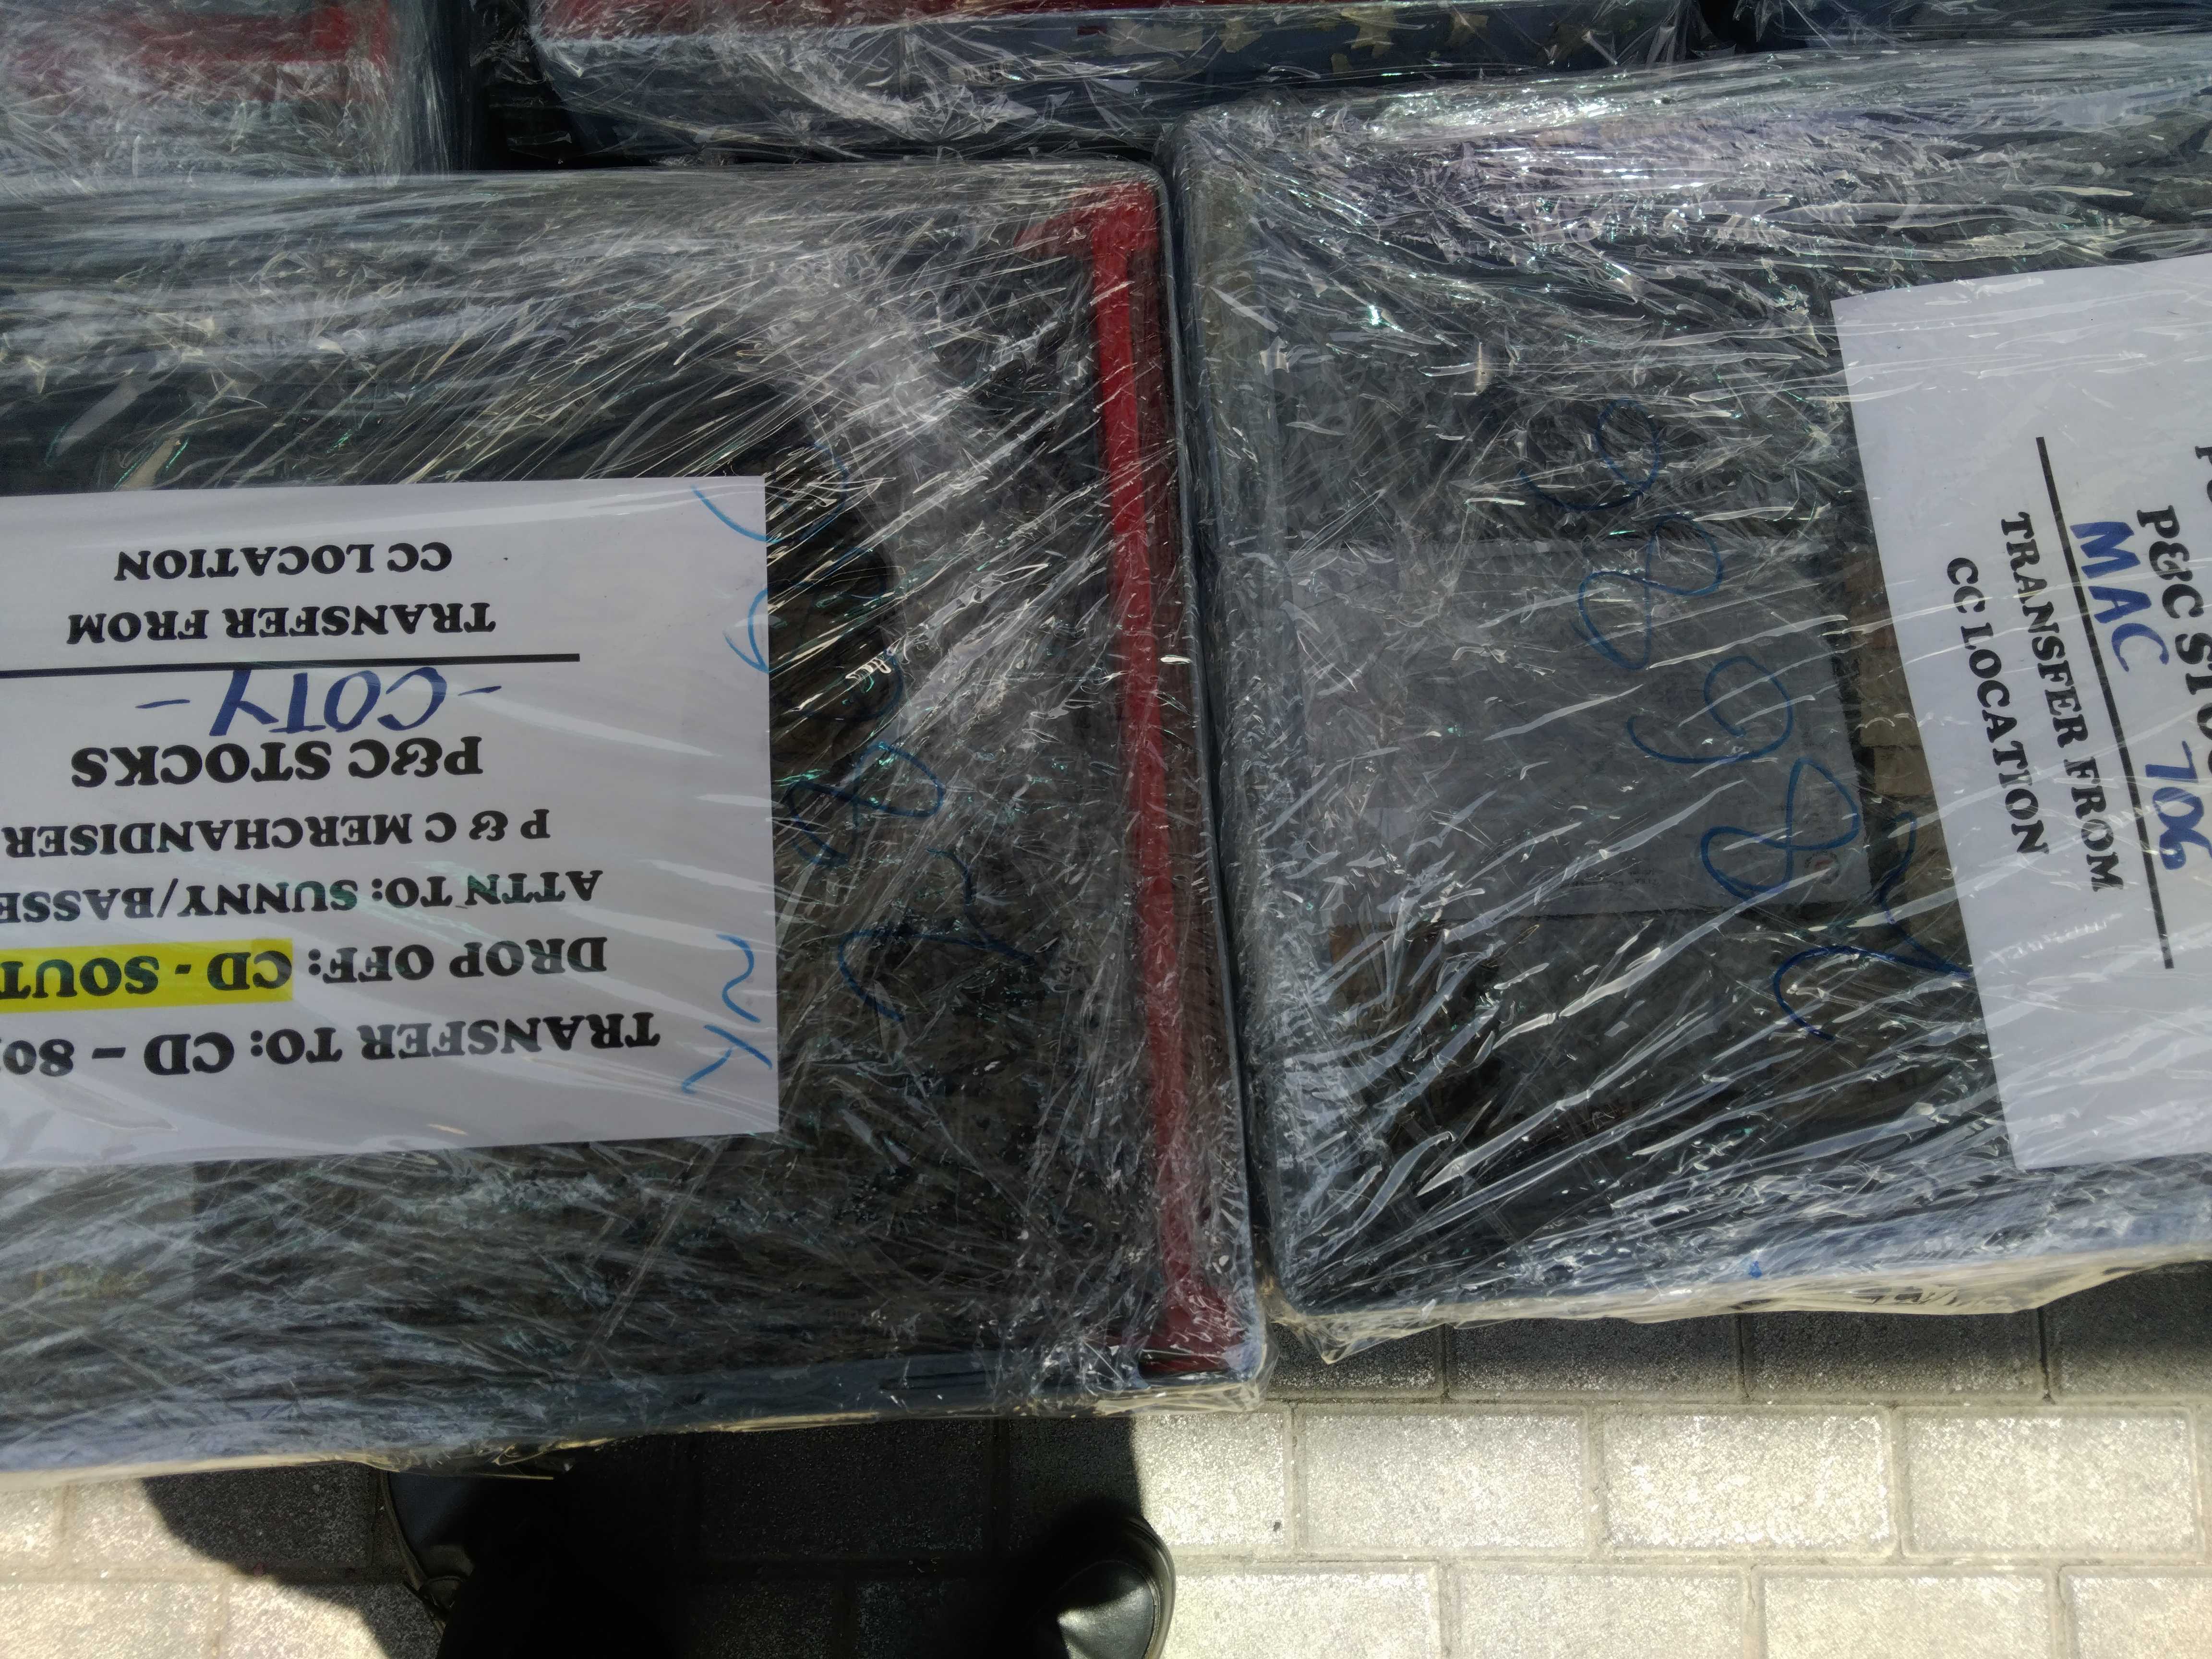 TRANSFER TO: CD - 80
DROP OFF: CD - SOUT
ATTN TO: SUNNY/BASSE
P & C MERCHANDISER
P&C STOCKS
- COTY -
TRANSFER FROM
CC LOCATION
P&C STO
MAC 706
TRANSFER FROM
CC LOCATION